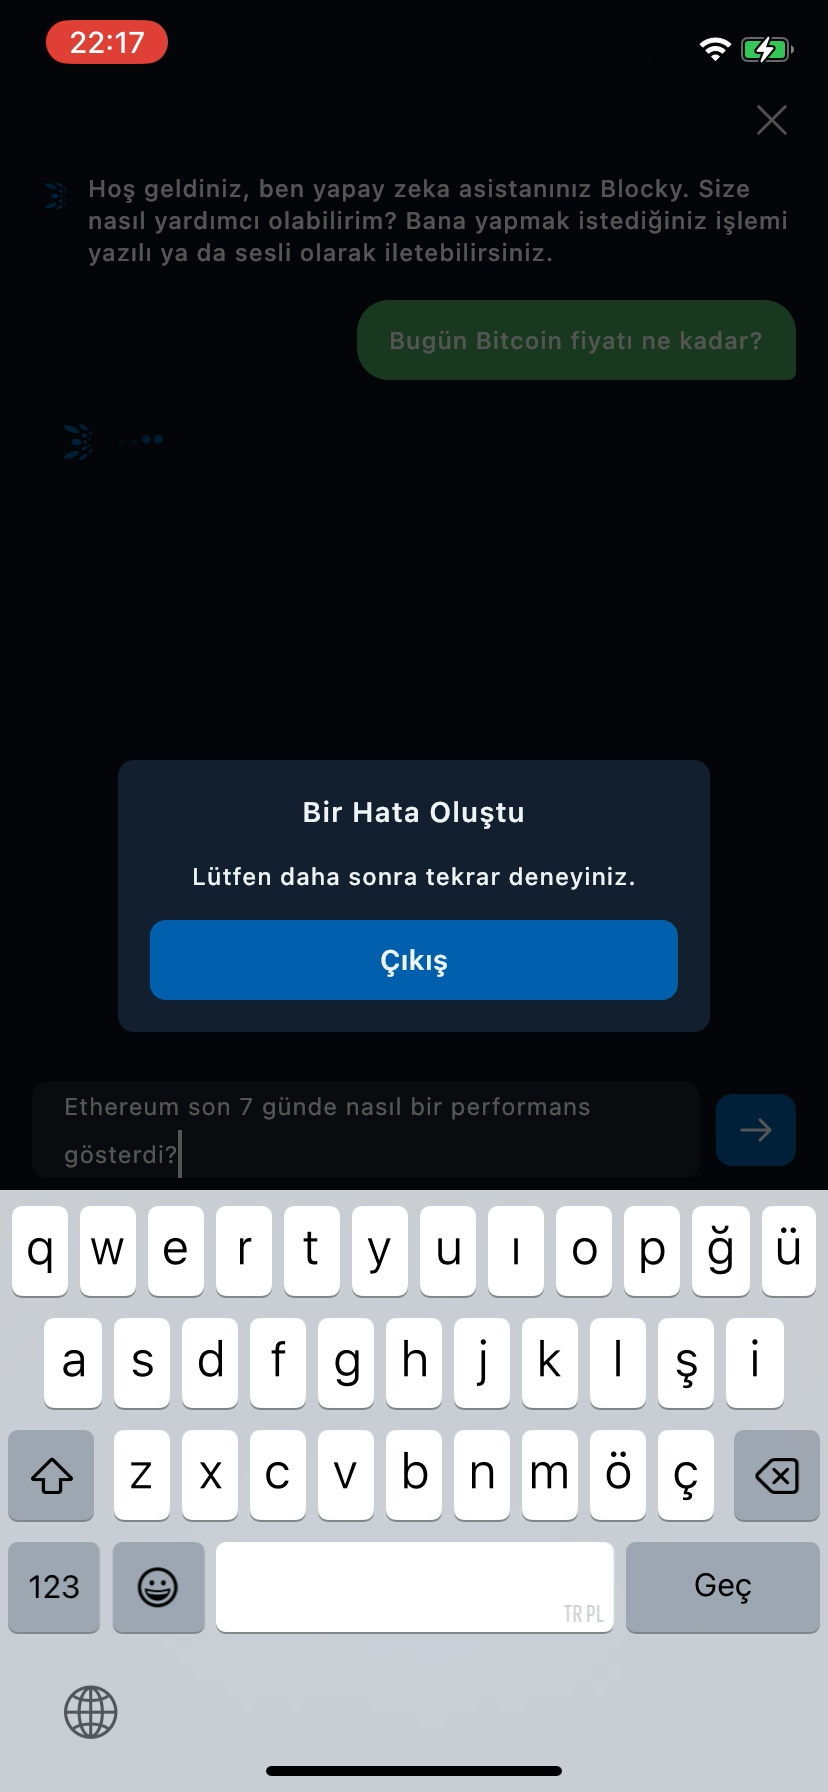 22:17
Hoş geldiniz, ben yapay zeka asistanınız Blocky. Size
nasıl yardımcı olabilirim? Bana yapmak istediğiniz işlemi
yazılı ya da sesli olarak iletebilirsiniz.
Bugün Bitcoin fiyatı ne kadar?
Bir Hata Oluştu
Lütfen daha sonra tekrar deneyiniz.
Çıkış
Ethereum son 7 günde nasıl bir performans
gösterdi?
q w e r t y u ı o p ğ ü
a s d f g h j k l ş i
z x c v b n m ö ç
123
TR PL
Geç